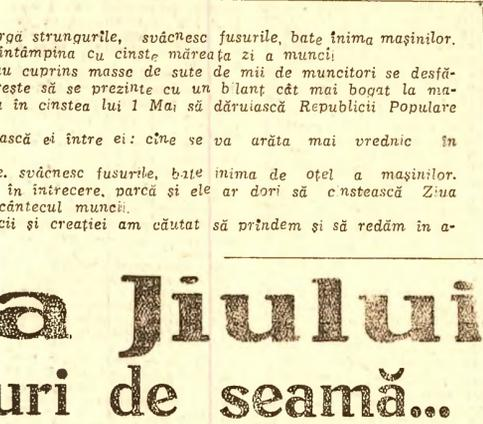 rgă strungurile, svâcnesc fusurile, bate inima mașinilor.
întâmpina cu cinste măreața zi a muncii
u cuprins masse de sute de mii de muncitori se desfă-
rește să se prezinte cu un b lanț cât mai bogat la ma-
a în cinstea lui 1 Mai să dăruiască Republicii Populare
ască ei între ei: cine se va arăta mai vrednic în
e. svâcnesc fusurile, bate inima de oțel a mașinilor.
în întrecere, parcă și ele ar dori să c nstească Ziua
cântecul muncii.
cii și creației am căutat să prindem și să redăm în a-
a Jiului
uri de seamă...